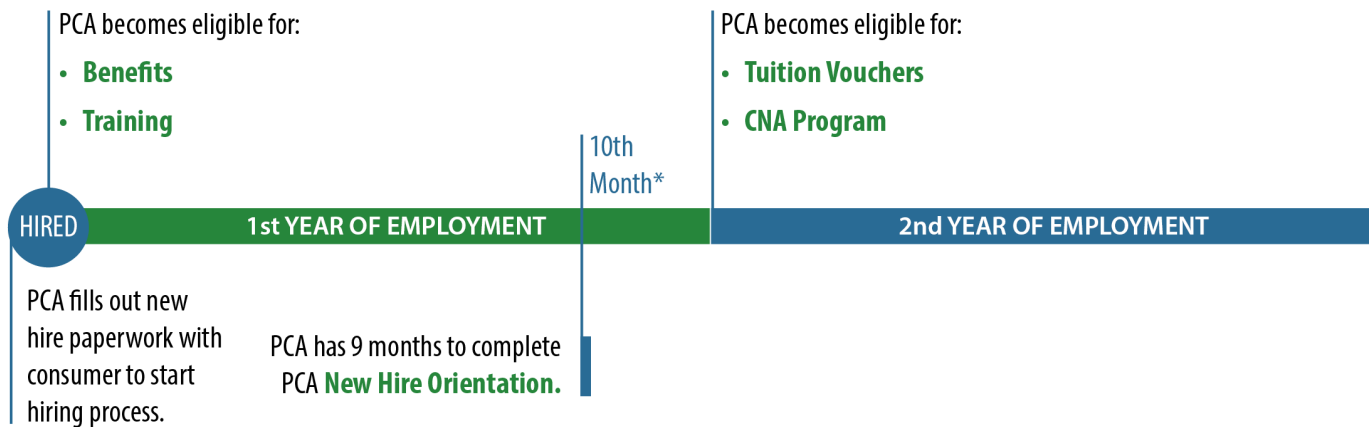 PCA becomes eligible for:
• Benefits
• Training
PCA becomes eligible for:
• Tuition Vouchers
• CNA Program
10th
Month*
HIRED
1st YEAR OF EMPLOYMENT
2nd YEAR OF EMPLOYMENT
PCA fills out new
hire paperwork with
consumer to start
hiring process.
PCA has 9 months to complete
PCA New Hire Orientation.